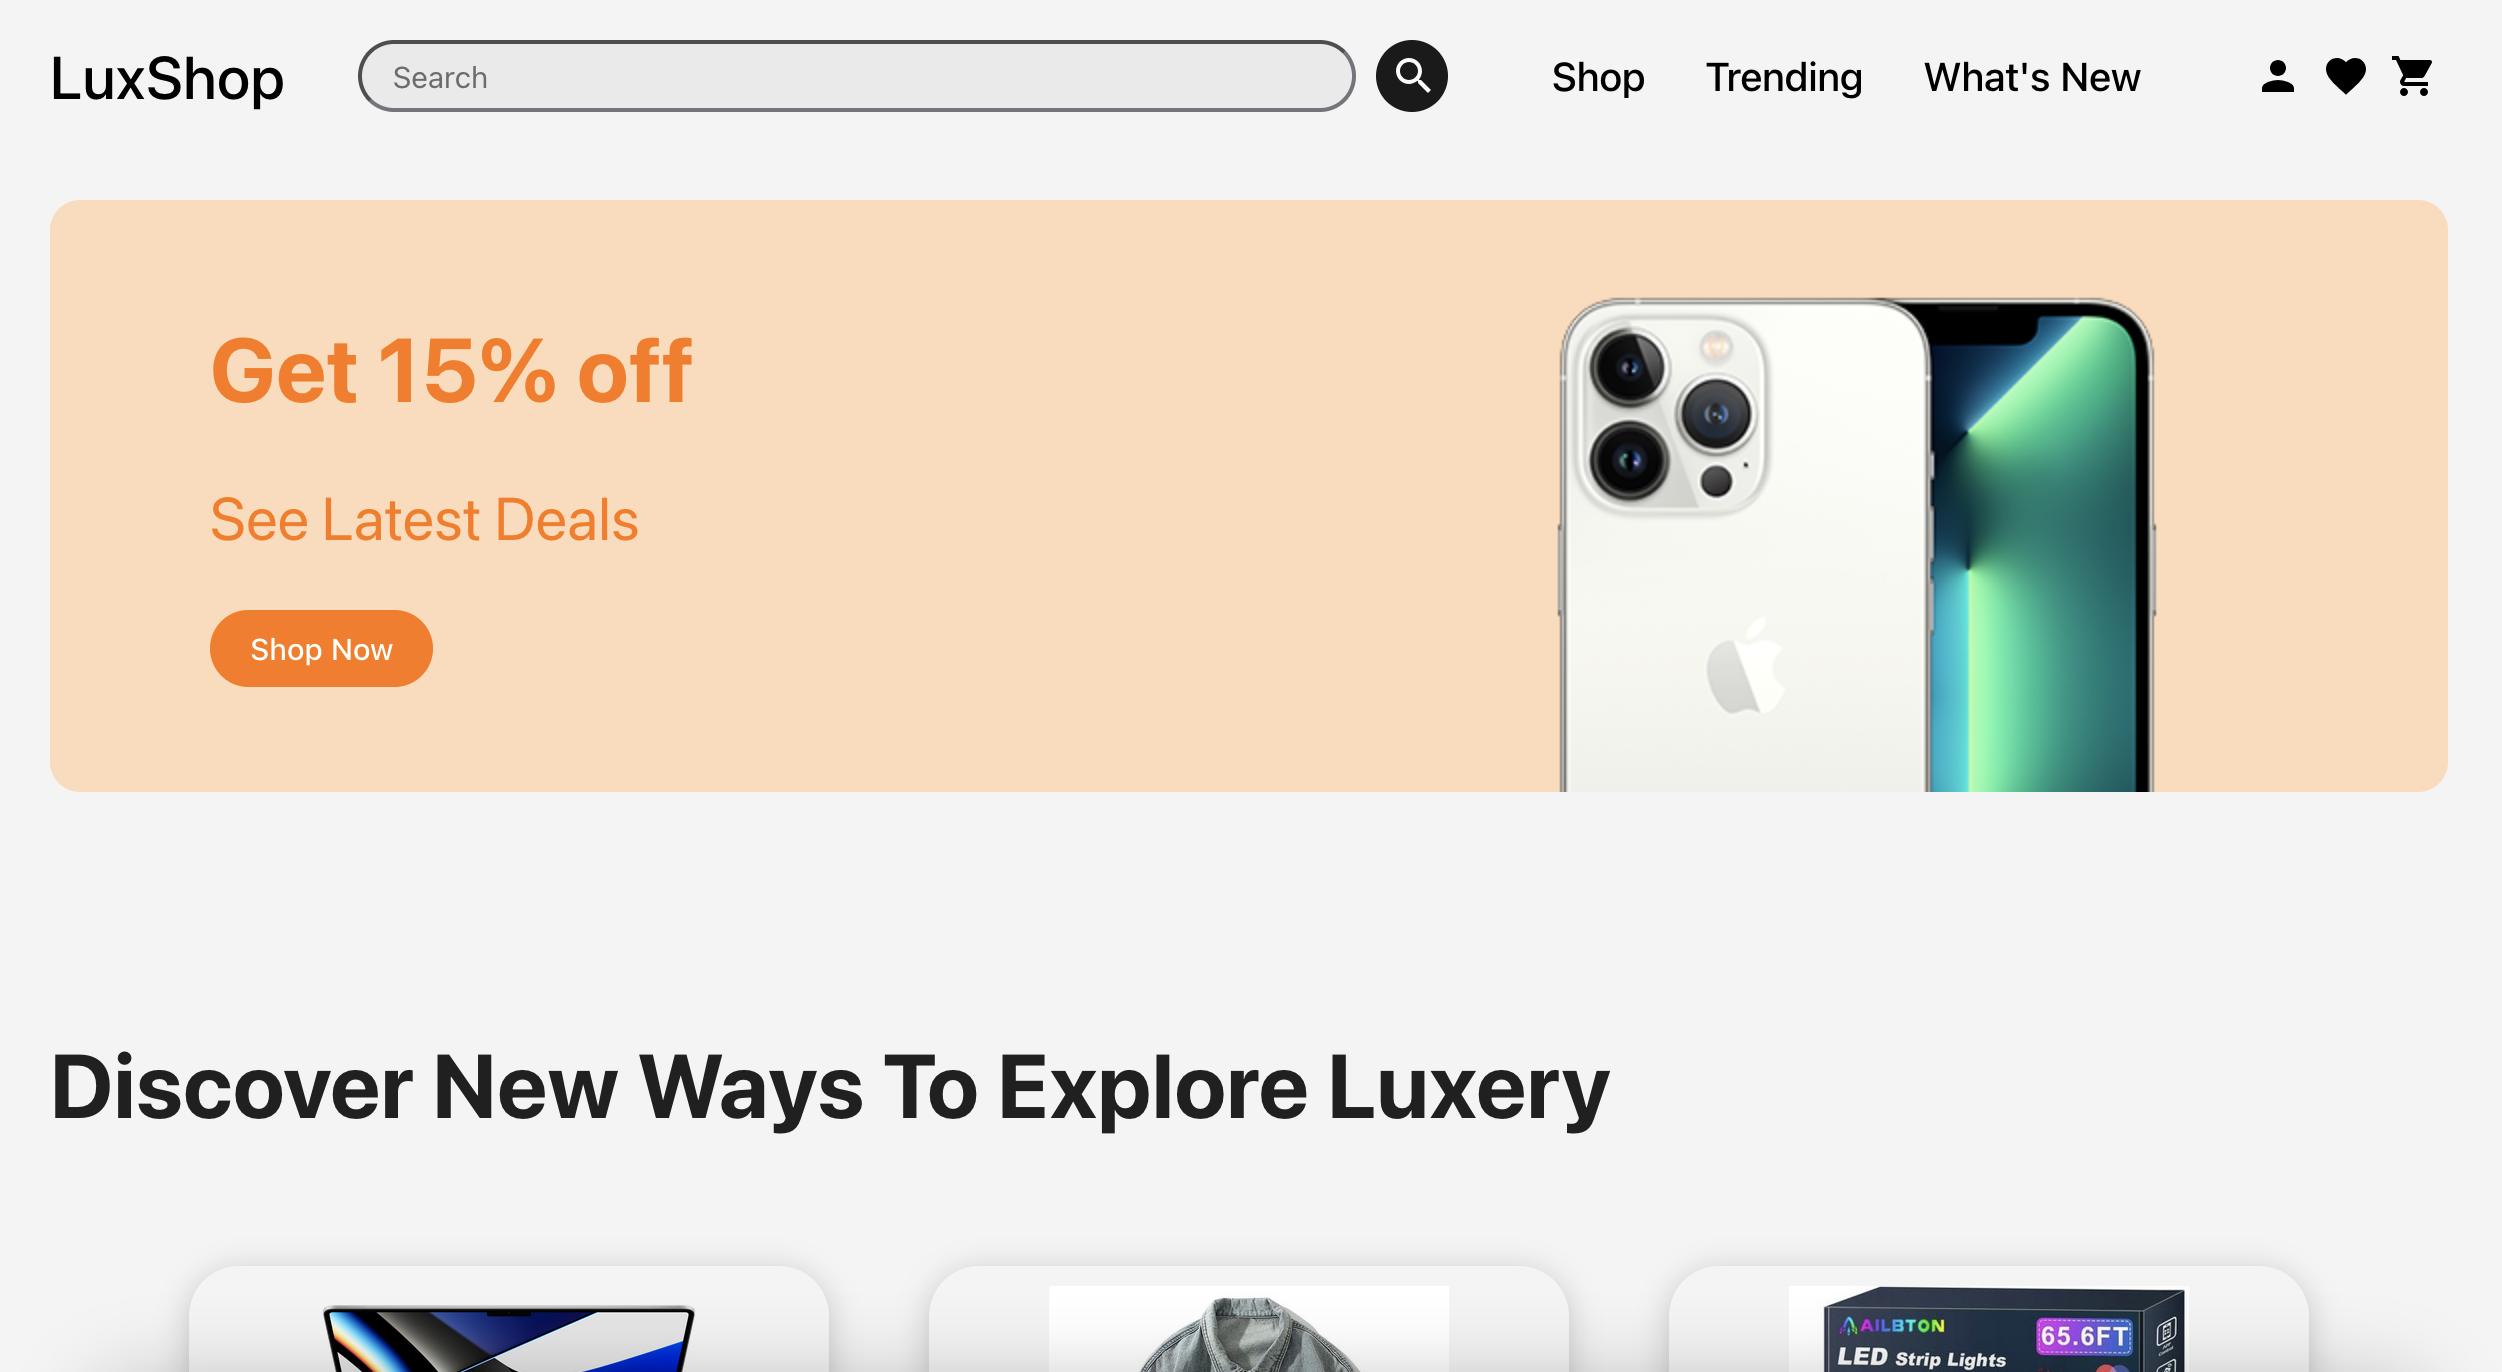 LuxShop
Search
Shop
Trending
What's New
Get 15% off
See Latest Deals
Shop Now
Discover New Ways To Explore Luxery
AILBTON
65.6FT
LED Strip Lights